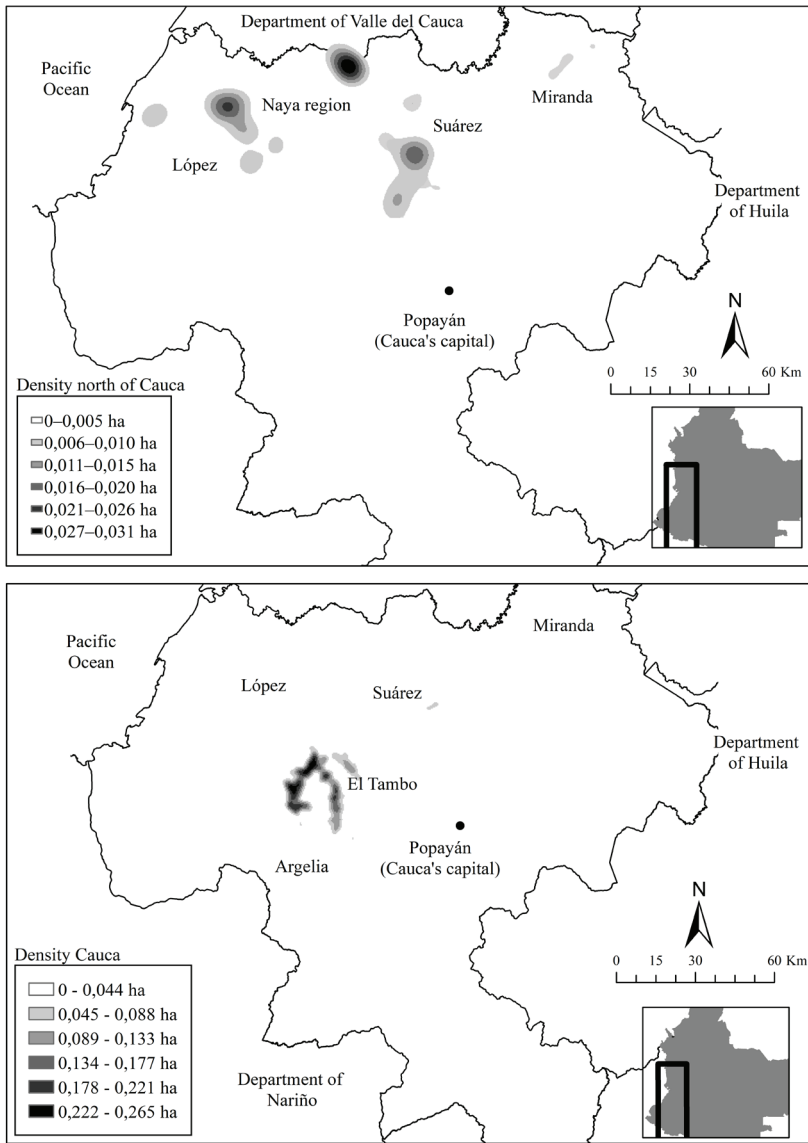 Department of Valle del Cauca
Pacific
Ocean
Naya region
Miranda
Suárez
López
Department
of Huila
Popayán
(Cauca's capital)
N
0 15 30 60 Km
Density north of Cauca
0–0,005 ha
0,006–0,010 ha
0,011–0,015 ha
0,016–0,020 ha
0,021–0,026 ha
0,027–0,031 ha
Miranda
Pacific
Ocean
López
Suárez
Department
of Huila
El Tambo
Popayán
(Cauca's capital)
Argelia
N
0 15 30 60 Km
Density Cauca
0 - 0,044 ha
0,045 - 0,088 ha
0,089 - 0,133 ha
0,134 - 0,177 ha
0,178 - 0,221 ha
0,222 - 0,265 ha
Department of
Nariño